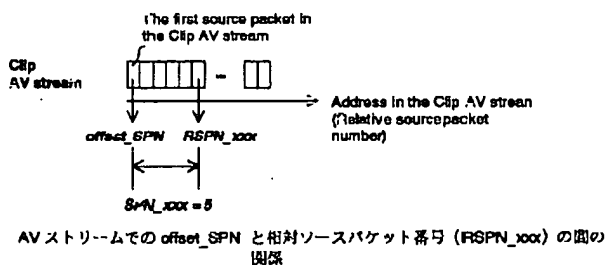 The first source packet in
the Clip AV stream
Clip
AV stream
Address in the Clip AV stream
(Relative source packet
number)
offset_SPN RSPN_xxx
SPN_xxx = 5
AV ストリームでの offset_SPN と相対ソースパケット番号（RSPN_xxx）の間の
関係